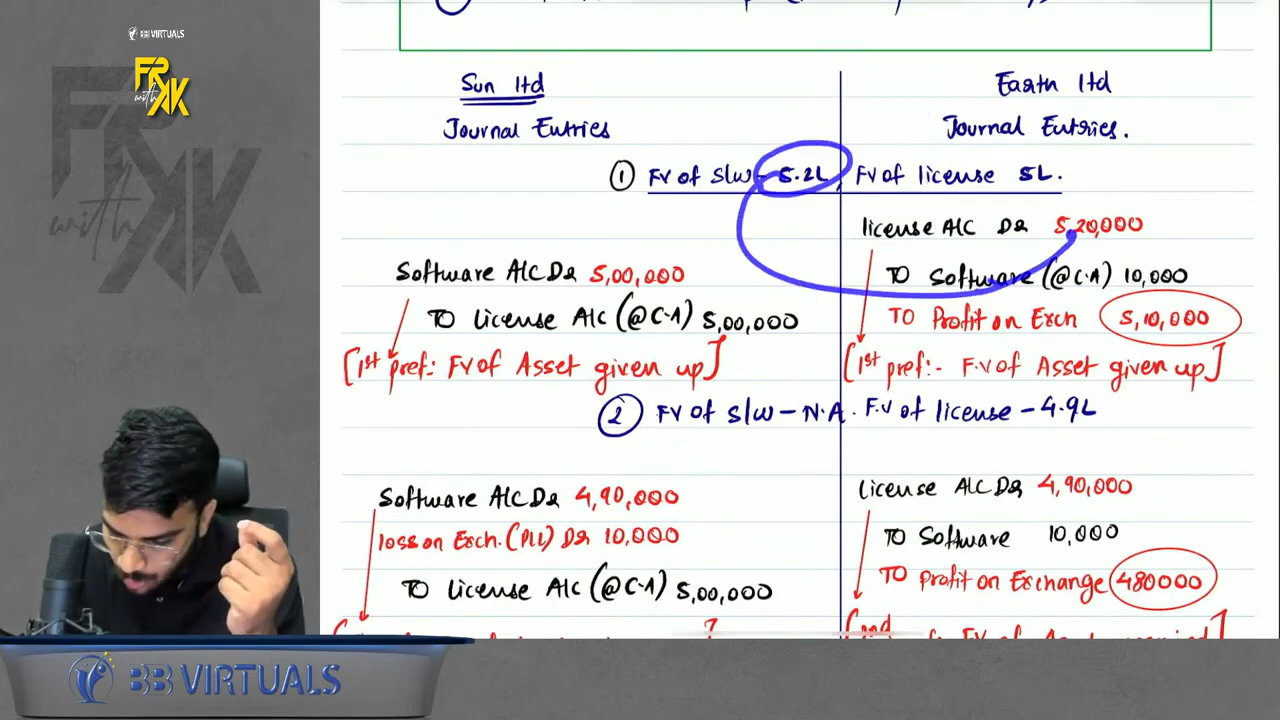 BB VIRTUALS
FR
with
AK
FR
with
AK
Sun ltd
Journal Entries
Earth ltd
Journal Entries.
① FV of S/W - 5.2L, FV of license 5L.
Software A/C Dr 5,00,000
TO License A/C (@C.A) 5,00,000
[1st pref: FV of Asset given up]
license A/C Dr 5,20,000
TO Software (@C.A) 10,000
TO Profit on Exch 5,10,000
[1st pref:- F.V of Asset given up]
② FV of S/W - N.A. F.V of license - 4.9L
Software A/C Dr 4,90,000
loss on Exch. (P/L) Dr 10,000
TO License A/C (@C.A) 5,00,000
License A/C Dr 4,90,000
TO Software 10,000
TO Profit on Exchange 480000
BB VIRTUALS